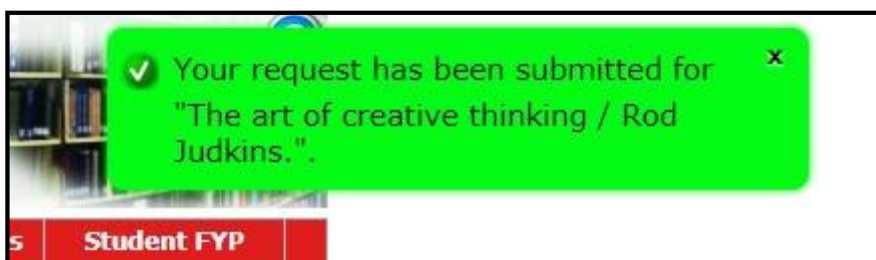 Your request has been submitted for
"The art of creative thinking / Rod
Judkins.".
x
s
Student FYP